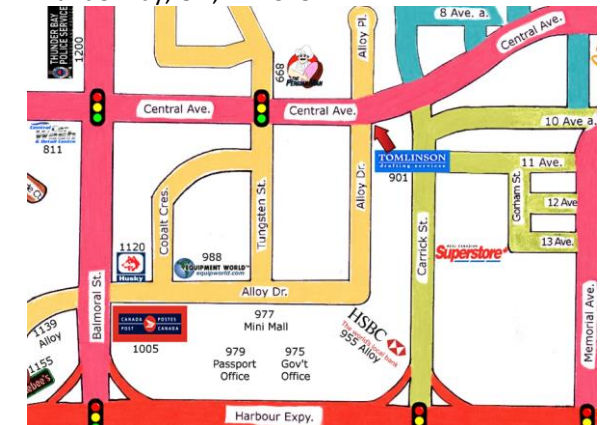 8 Ave. a.
Central Ave.
Alloy Pl.
THUNDER BAY
POLICE SERVICE
1200
668
Central Ave.
Central Ave.
10 Ave a.
811
TOMLINSON
drafting services
901
11 Ave.
Gorham St.
12 Ave
13 Ave.
Cobalt Cres.
Tungsten St.
Alloy Dr.
Carrick St.
REAL CANADIAN
Superstore
1120
Husky
988
EQUIPMENT WORLD
equipworld.com
Alloy Dr.
Balmoral St.
Memorial Ave.
CANADA POSTES
POST CANADA
1005
977
Mini Mall
HSBC
The world's local bank
955 Alloy
1139
Alloy
1155
979
Passport
Office
975
Gov't
Office
Harbour Expy.